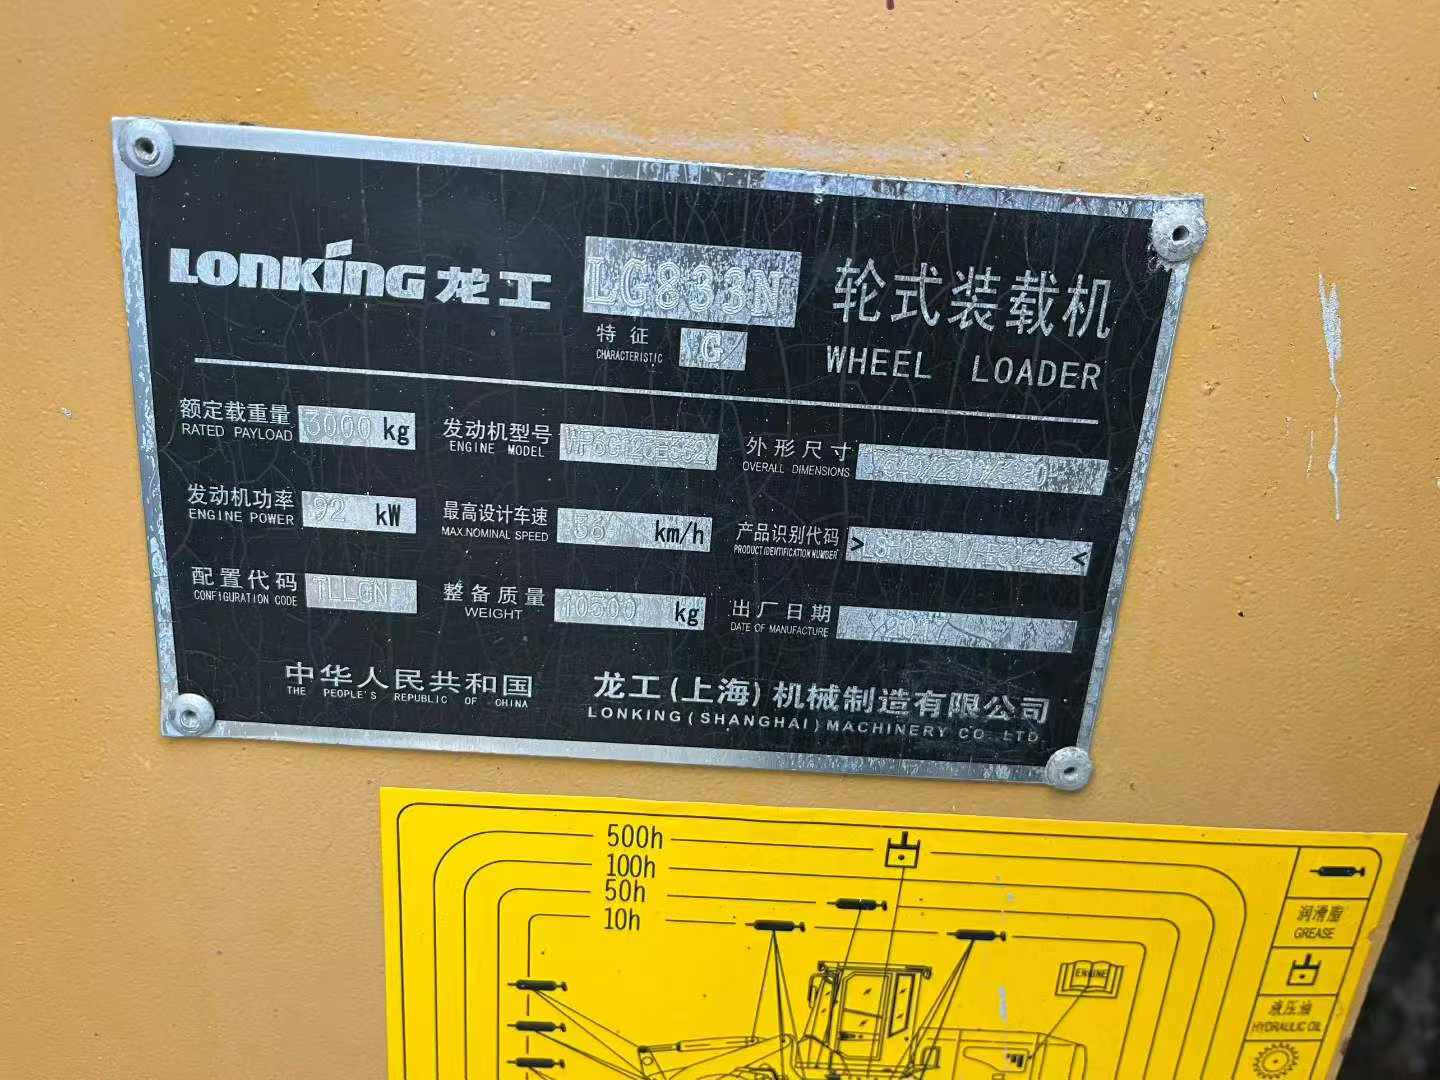 LONKING 龙工 LG833N 轮式装载机
特征 CHARACTERISTIC G WHEEL LOADER
额定载重量 RATED PAYLOAD 3000 kg
发动机型号 ENGINE MODEL
外形尺寸 OVERALL DIMENSIONS
发动机功率 ENGINE POWER 92 kW
最高设计车速 MAX.NOMINAL SPEED km/h
产品识别代码 PRODUCT IDENTIFICATION NUMBER > <
配置代码 CONFIGURATION CODE
整备质量 WEIGHT 10500 kg
出厂日期 DATE OF MANUFACTURE
中华人民共和国 龙工(上海)机械制造有限公司
THE PEOPLE'S REPUBLIC OF CHINA LONKING(SHANGHAI)MACHINERY CO.,LTD.
500h
100h
50h
10h
润滑脂
GREASE
ENGINE
液压油
HYDRAULIC OIL